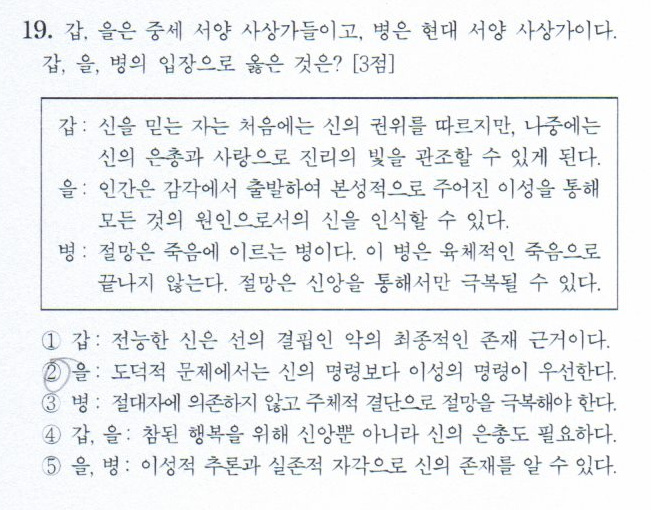 19. 갑, 을은 중세 서양 사상가들이고, 병은 현대 서양 사상가이다.
갑, 을, 병의 입장으로 옳은 것은? [3점]
갑 : 신을 믿는 자는 처음에는 신의 권위를 따르지만, 나중에는
신의 은총과 사랑으로 진리의 빛을 관조할 수 있게 된다.
을 : 인간은 감각에서 출발하여 본성적으로 주어진 이성을 통해
모든 것의 원인으로서의 신을 인식할 수 있다.
병 : 절망은 죽음에 이르는 병이다. 이 병은 육체적인 죽음으로
끝나지 않는다. 절망은 신앙을 통해서만 극복될 수 있다.
① 갑 : 전능한 신은 선의 결핍인 악의 최종적인 존재 근거이다.
② 을 : 도덕적 문제에서는 신의 명령보다 이성의 명령이 우선한다.
③ 병 : 절대자에 의존하지 않고 주체적 결단으로 절망을 극복해야 한다.
④ 갑, 을 : 참된 행복을 위해 신앙뿐 아니라 신의 은총도 필요하다.
⑤ 을, 병 : 이성적 추론과 실존적 자각으로 신의 존재를 알 수 있다.